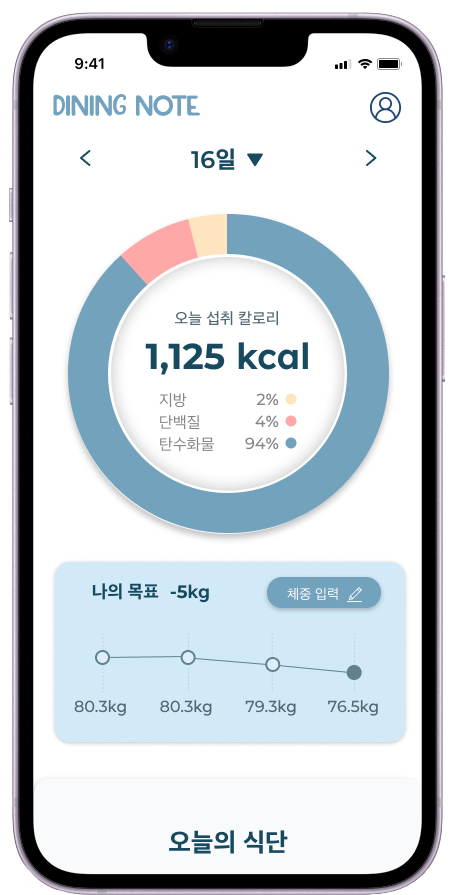 9:41
DINING NOTE
16일
오늘 섭취 칼로리
1,125 kcal
지방 2%
단백질 4%
탄수화물 94%
나의 목표 -5kg
체중 입력
80.3kg 80.3kg 79.3kg 76.5kg
오늘의 식단